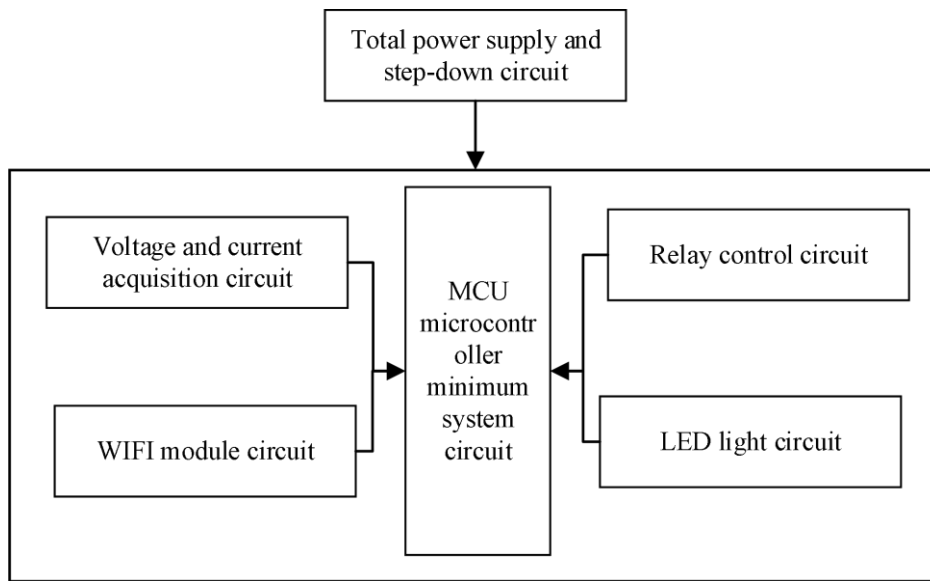 Total power supply and
step-down circuit
Voltage and current
acquisition circuit
WIFI module circuit
MCU
microcontr
oller
minimum
system
circuit
Relay control circuit
LED light circuit